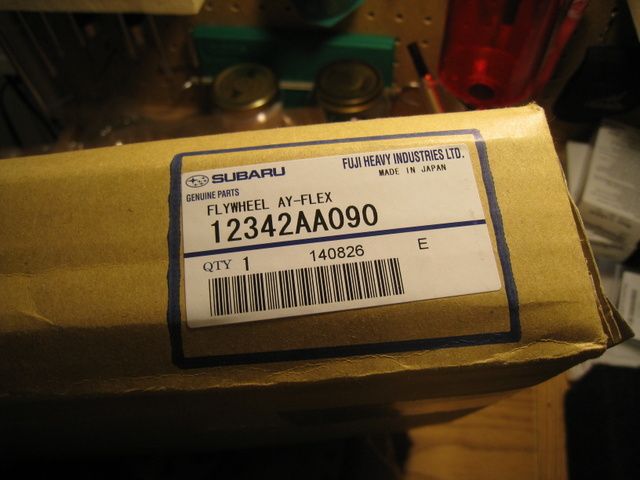 SUBARU
FUJI HEAVY INDUSTRIES LTD.
GENUINE PARTS
MADE IN JAPAN
FLYWHEEL AY-FLEX
12342AA090
QTY 1
140826
E